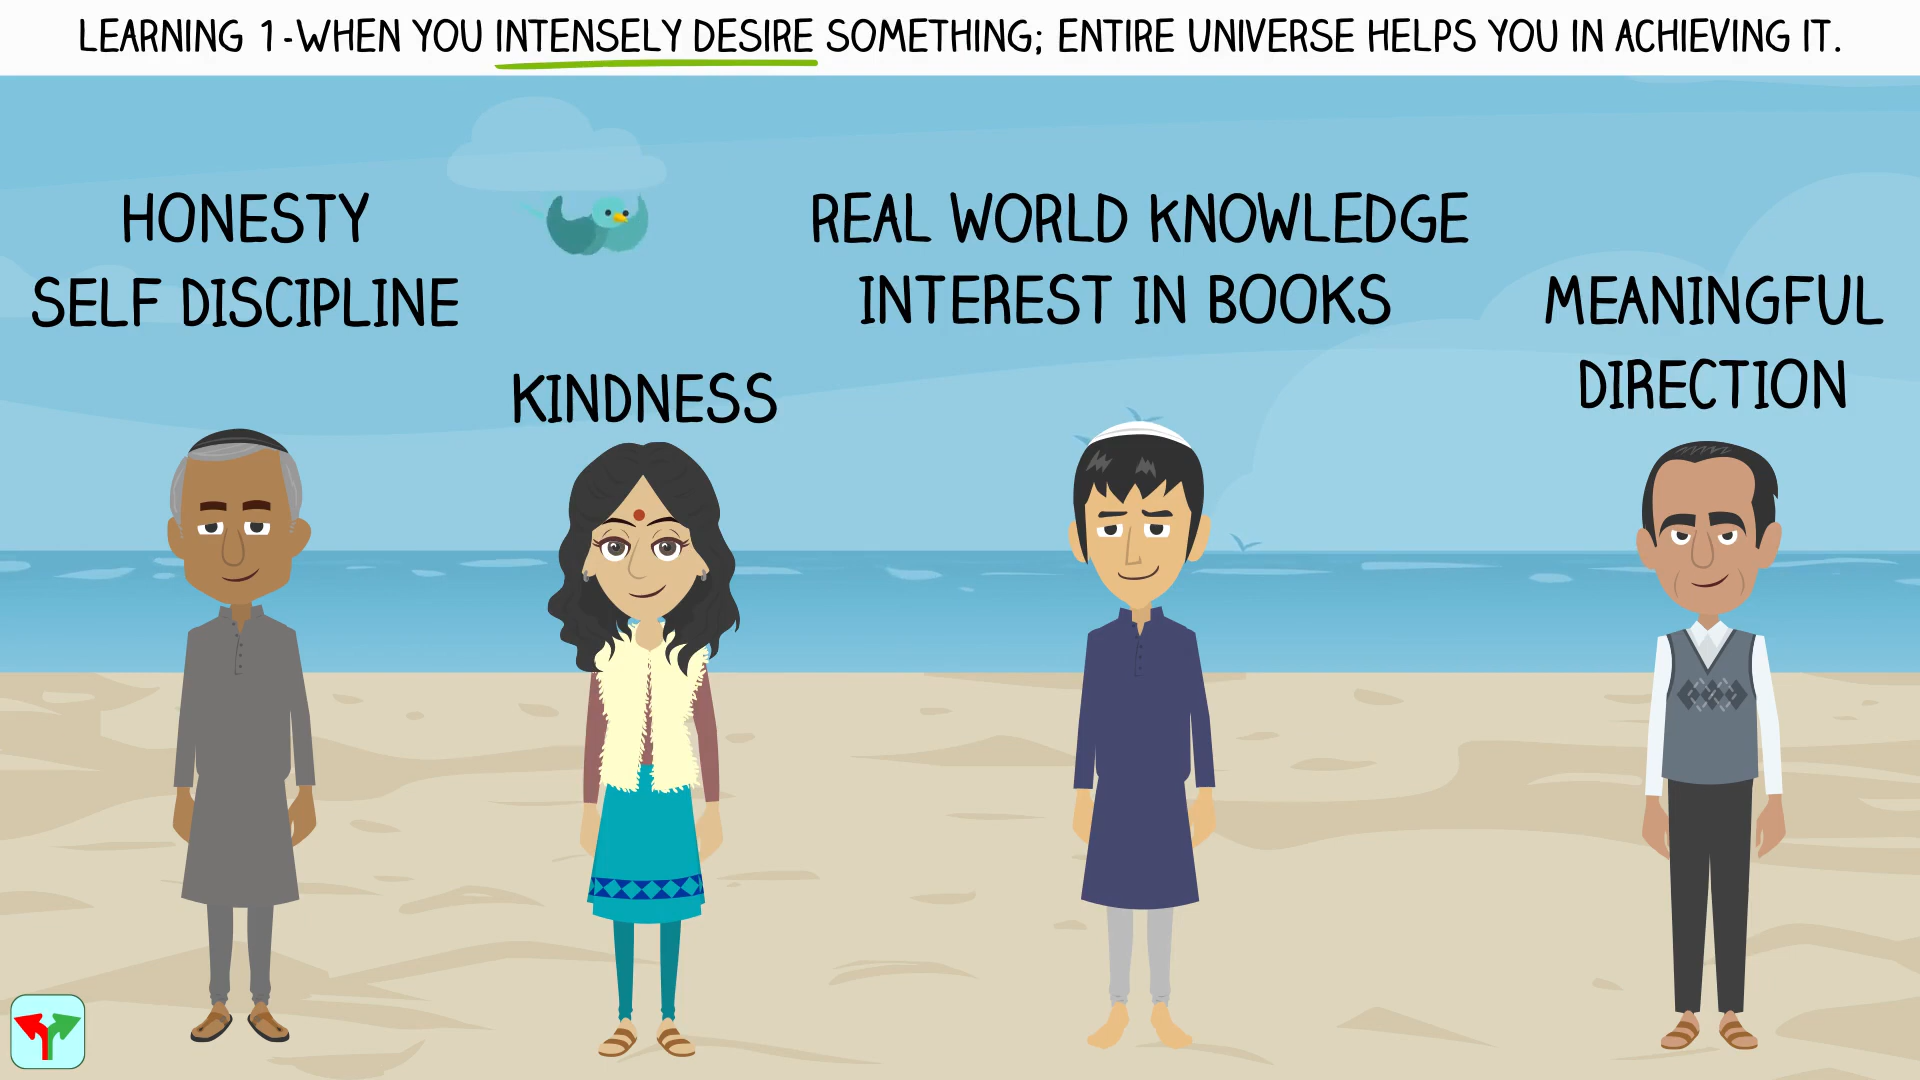 LEARNING 1-WHEN YOU INTENSELY DESIRE SOMETHING; ENTIRE UNIVERSE HELPS YOU IN ACHIEVING IT.
HONESTY
SELF DISCIPLINE
KINDNESS
REAL WORLD KNOWLEDGE
INTEREST IN BOOKS
MEANINGFUL
DIRECTION